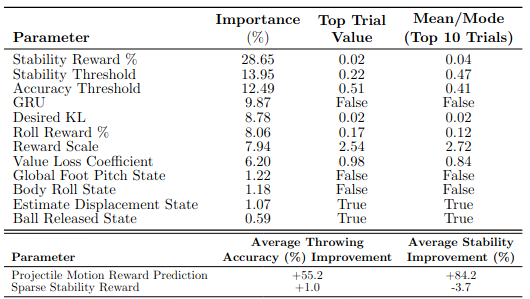 Importance Top Trial Mean/Mode
Parameter (%) Value (Top 10 Trials)
Stability Reward % 28.65 0.02 0.04
Stability Threshold 13.95 0.22 0.47
Accuracy Threshold 12.49 0.51 0.41
GRU 9.87 False False
Desired KL 8.78 0.02 0.02
Roll Reward % 8.06 0.17 0.12
Reward Scale 7.94 2.54 2.72
Value Loss Coefficient 6.20 0.98 0.84
Global Foot Pitch State 1.22 False False
Body Roll State 1.18 False False
Estimate Displacement State 1.07 True True
Ball Released State 0.59 True True
Average Throwing Average Stability
Parameter Accuracy (%) Improvement Improvement (%)
Projectile Motion Reward Prediction +55.2 +84.2
Sparse Stability Reward +1.0 -3.7